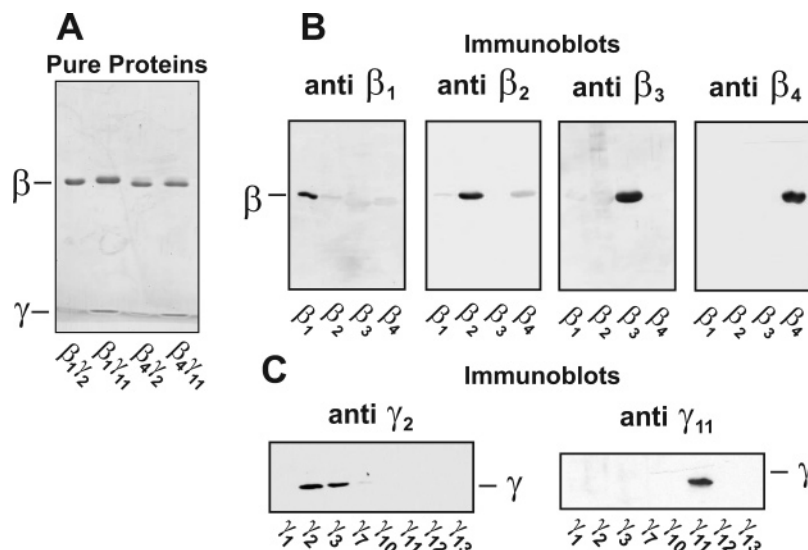 A
Pure Proteins
β
γ
β₁γ₂ β₁γ₁₁ β₄γ₂ β₄γ₁₁
B
Immunoblots
anti β₁ anti β₂ anti β₃ anti β₄
β
β₁ β₂ β₃ β₄ β₁ β₂ β₃ β₄ β₁ β₂ β₃ β₄ β₁ β₂ β₃ β₄
C
Immunoblots
anti γ₂ anti γ₁₁
γ γ
γ₁ γ₂ γ₃ γ₇ γ₁₀ γ₁₁ γ₁₂ γ₁₃ γ₁ γ₂ γ₃ γ₇ γ₁₀ γ₁₁ γ₁₂ γ₁₃